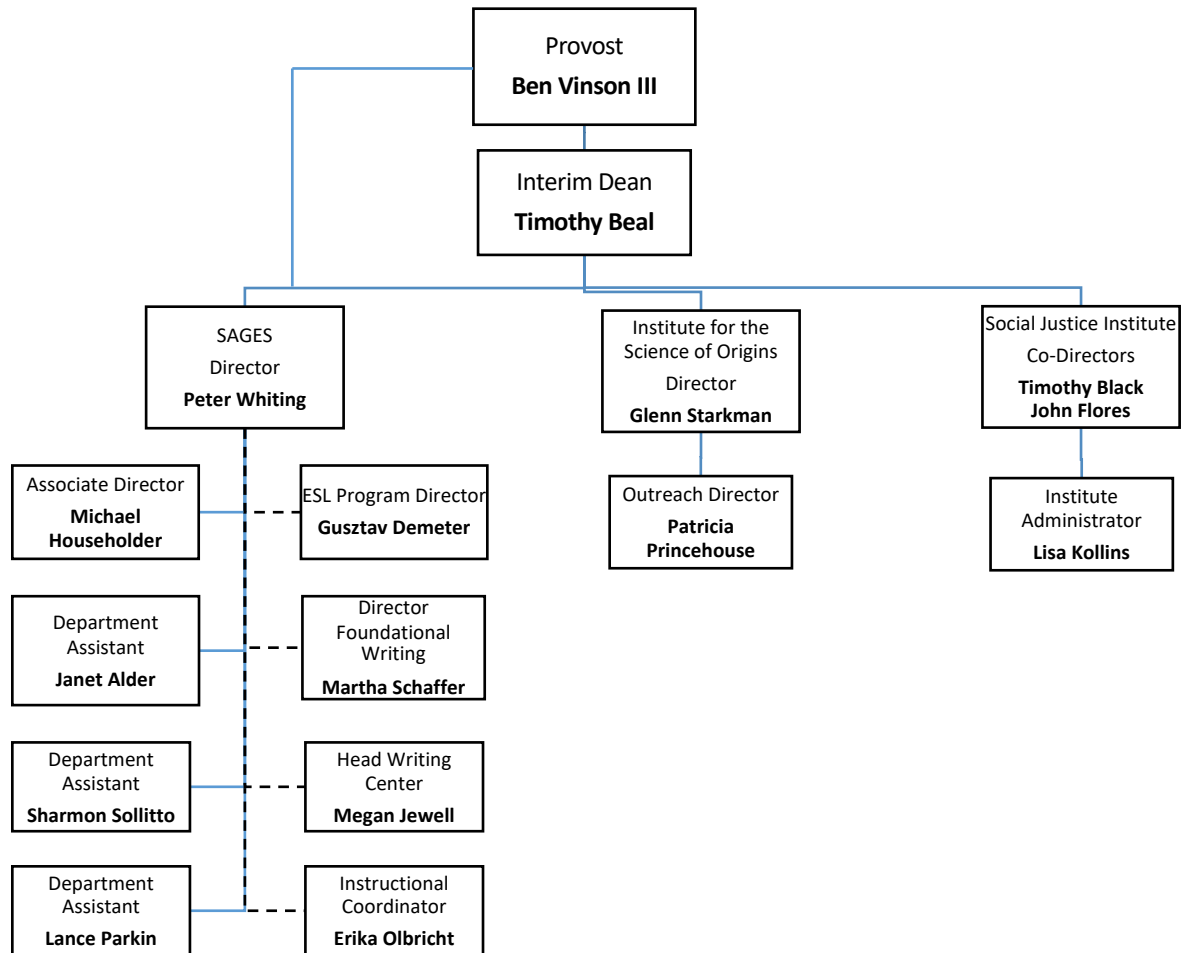 Provost
Ben Vinson III
Interim Dean
Timothy Beal
SAGES
Director
Peter Whiting
Institute for the
Science of Origins
Director
Glenn Starkman
Social Justice Institute
Co-Directors
Timothy Black
John Flores
Associate Director
Michael
Householder
ESL Program Director
Gusztav Demeter
Outreach Director
Patricia
Princehouse
Institute
Administrator
Lisa Kollins
Department
Assistant
Janet Alder
Director
Foundational
Writing
Martha Schaffer
Department
Assistant
Sharmon Sollitto
Head Writing
Center
Megan Jewell
Department
Assistant
Lance Parkin
Instructional
Coordinator
Erika Olbricht